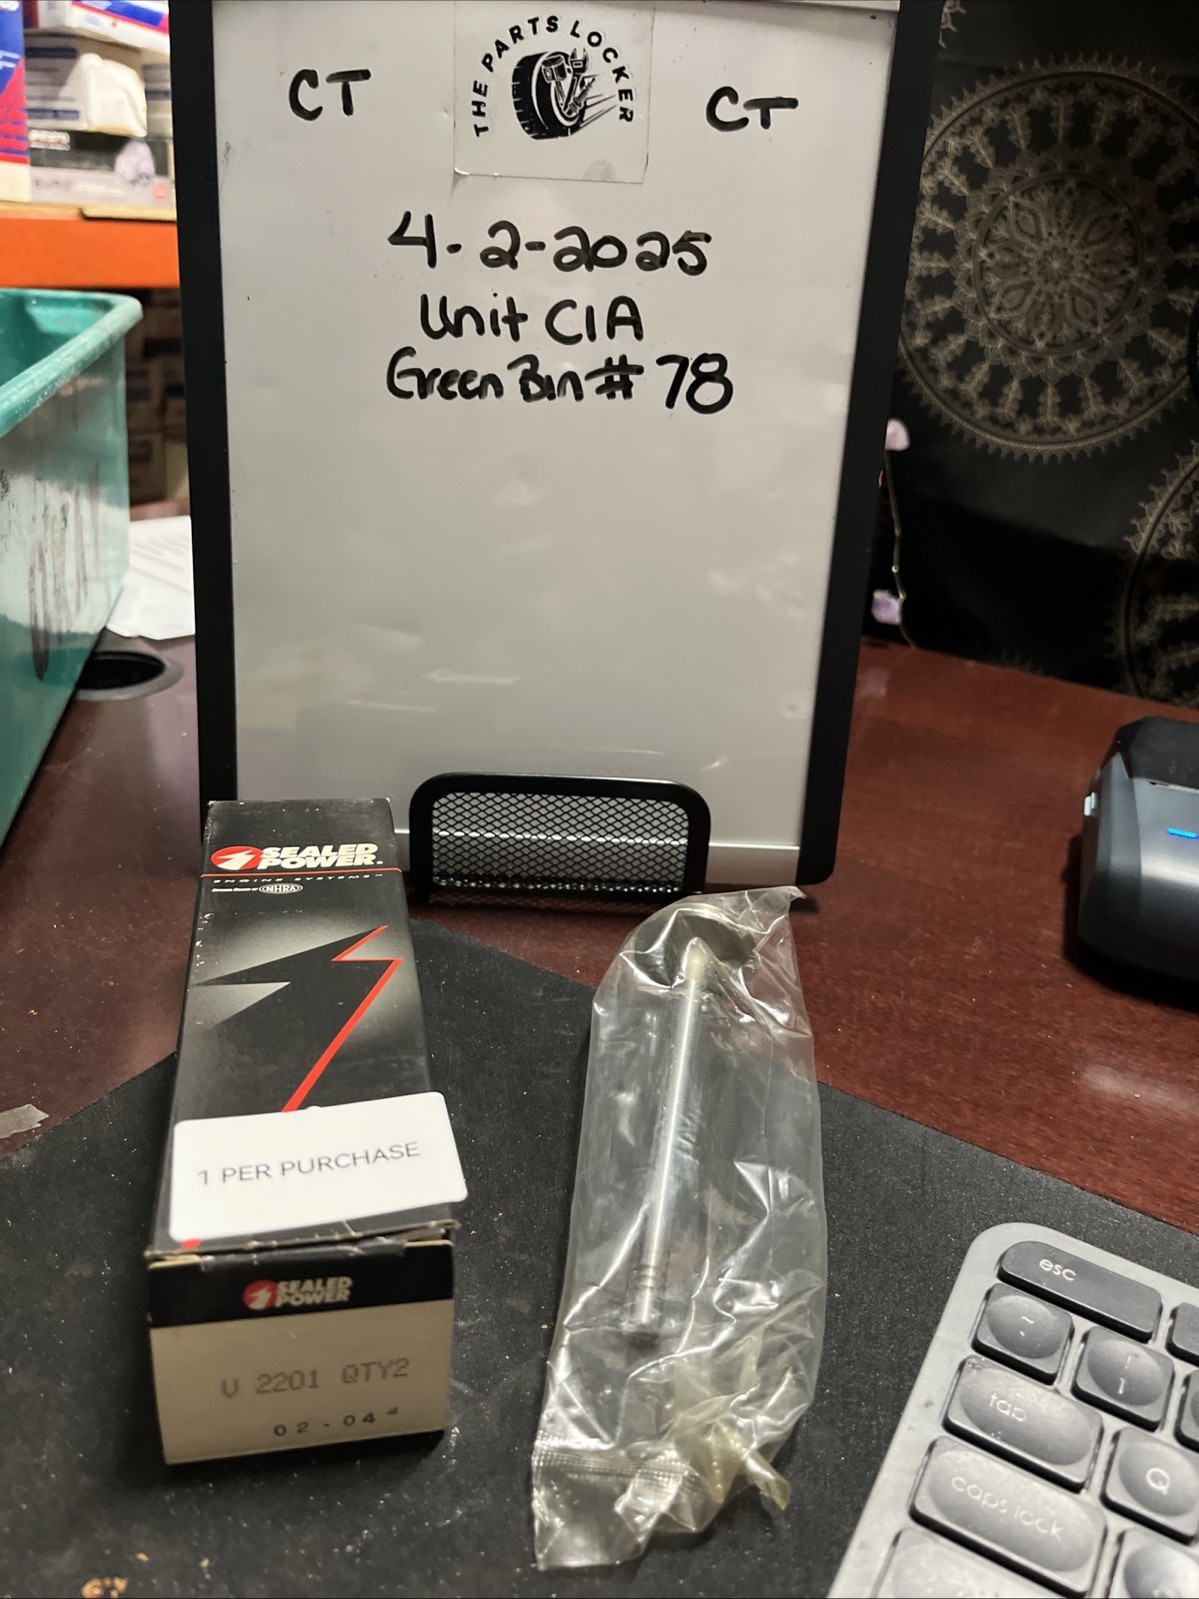 THE PARTS LOCKER
CT
CT
4-2-2025
Unit C1A
Green Bin # 78
SEALED
POWER
ENGINE SYSTEMS
NHRA
1 PER PURCHASE
SEALED
POWER
V 2201 QTY2
02-04
esc
~
!
1
tab
Q
caps lock